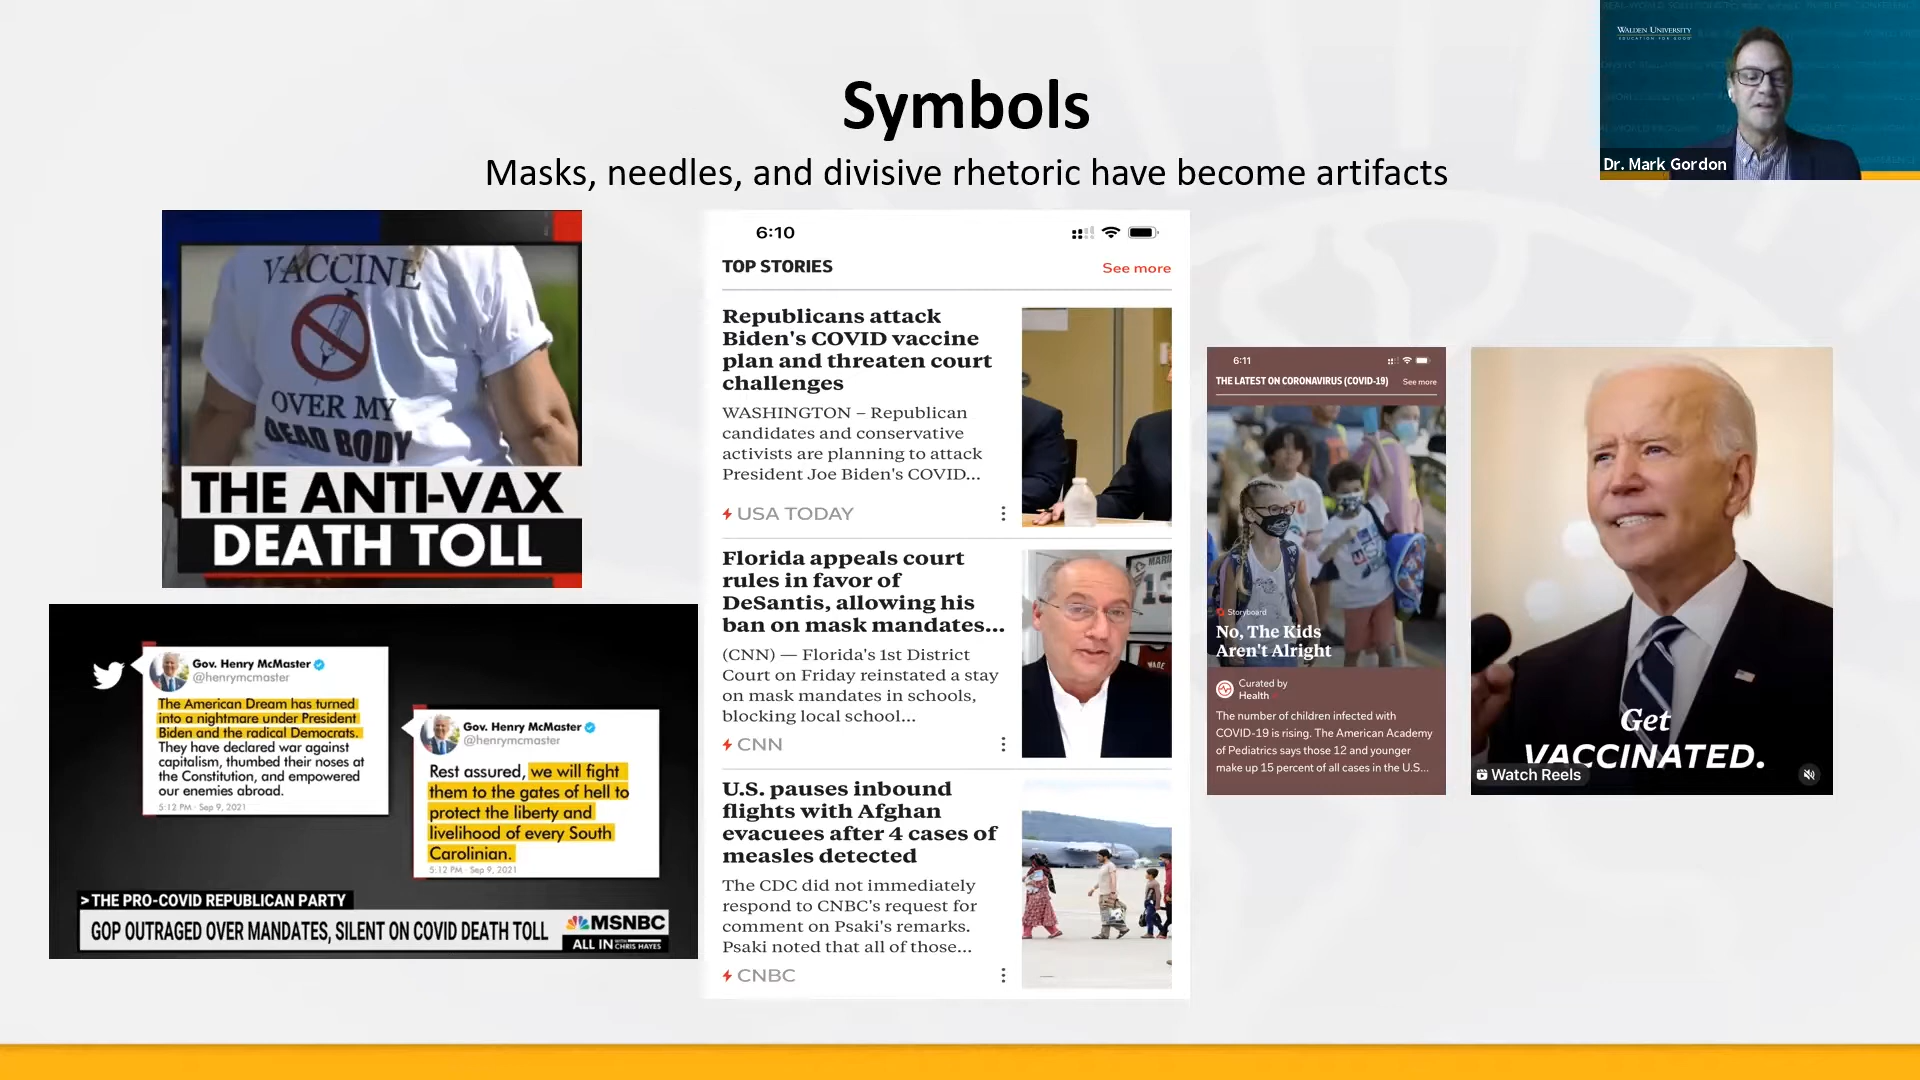 WALDEN UNIVERSITY
EDUCATION FOR GOOD
Dr. Mark Gordon
Symbols
Masks, needles, and divisive rhetoric have become artifacts
VACCINE
OVER MY
DEAD BODY
THE ANTI-VAX
DEATH TOLL
Gov. Henry McMaster
@henrymcmaster
The American Dream has turned
into a nightmare under President
Biden and the radical Democrats.
They have declared war against
capitalism, thumbed their noses at
the Constitution, and empowered
our enemies abroad.
5:12 PM · Sep 9, 2021
Gov. Henry McMaster
@henrymcmaster
Rest assured, we will fight
them to the gates of hell to
protect the liberty and
livelihood of every South
Carolinian.
5:12 PM · Sep 9, 2021
>THE PRO-COVID REPUBLICAN PARTY
GOP OUTRAGED OVER MANDATES, SILENT ON COVID DEATH TOLL
MSNBC
ALL IN WITH CHRIS HAYES
6:10
TOP STORIES
See more
Republicans attack
Biden's COVID vaccine
plan and threaten court
challenges
WASHINGTON – Republican
candidates and conservative
activists are planning to attack
President Joe Biden's COVID...
USA TODAY
Florida appeals court
rules in favor of
DeSantis, allowing his
ban on mask mandates...
(CNN) — Florida's 1st District
Court on Friday reinstated a stay
on mask mandates in schools,
blocking local school...
CNN
U.S. pauses inbound
flights with Afghan
evacuees after 4 cases of
measles detected
The CDC did not immediately
respond to CNBC's request for
comment on Psaki's remarks.
Psaki noted that all of those...
CNBC
6:11
THE LATEST ON CORONAVIRUS (COVID-19)
See more
Storyboard
No, The Kids
Aren't Alright
Curated by
Health
The number of children infected with
COVID-19 is rising. The American Academy
of Pediatrics says those 12 and younger
make up 15 percent of all cases in the U.S...
Get
VACCINATED.
Watch Reels